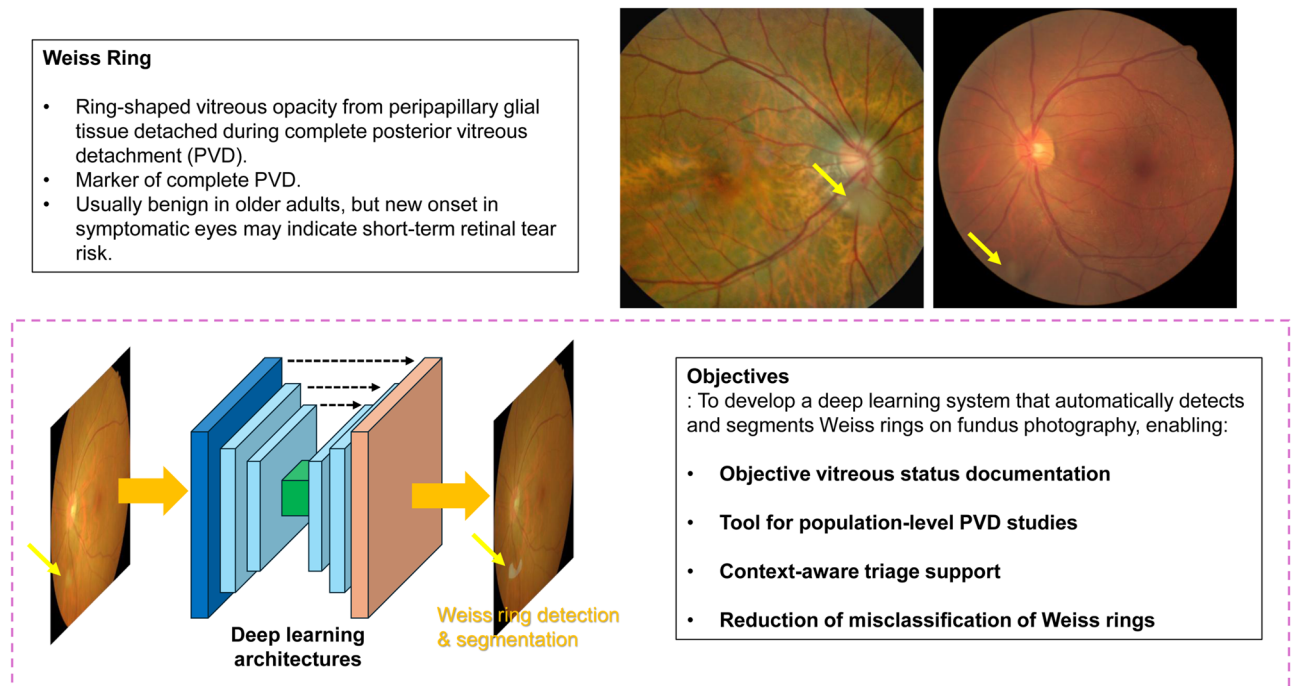 Weiss Ring
• Ring-shaped vitreous opacity from peripapillary glial
tissue detached during complete posterior vitreous
detachment (PVD).
• Marker of complete PVD.
• Usually benign in older adults, but new onset in
symptomatic eyes may indicate short-term retinal tear
risk.
Deep learning
architectures
Weiss ring detection
& segmentation
Objectives
: To develop a deep learning system that automatically detects
and segments Weiss rings on fundus photography, enabling:
• Objective vitreous status documentation
• Tool for population-level PVD studies
• Context-aware triage support
• Reduction of misclassification of Weiss rings